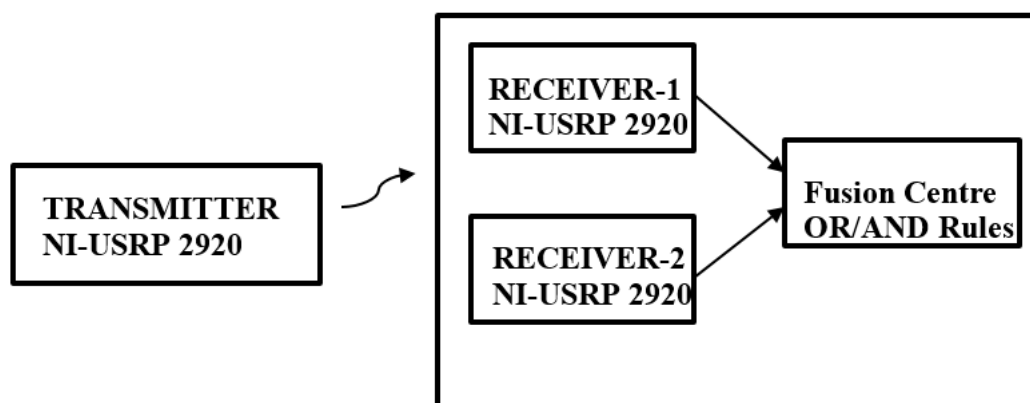 RECEIVER-1
NI-USRP 2920
TRANSMITTER
NI-USRP 2920
RECEIVER-2
NI-USRP 2920
Fusion Centre
OR/AND Rules